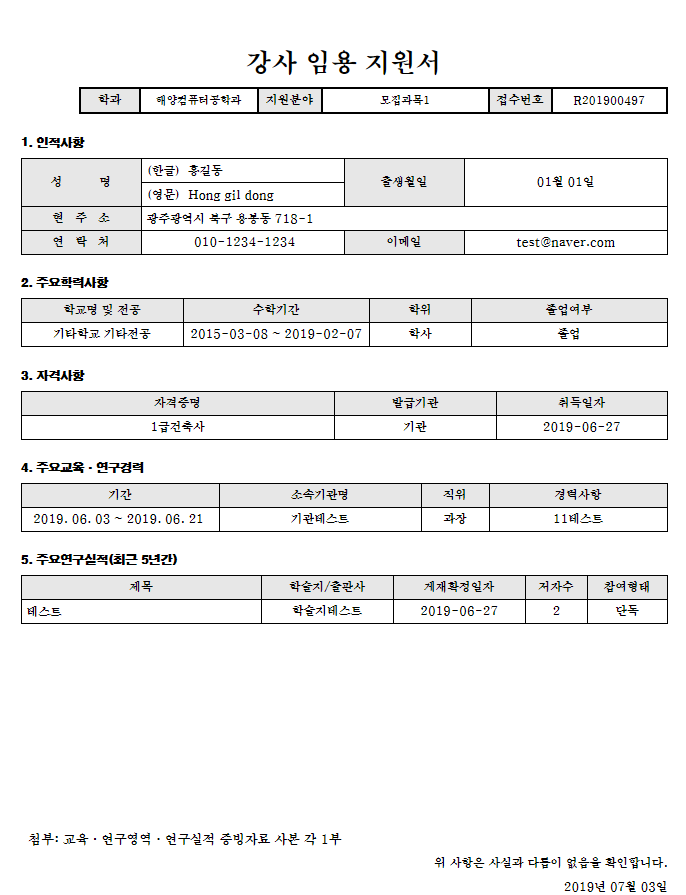 강사 임용 지원서
학과 해양컴퓨터공학과 지원분야 모집과목1 접수번호 R201900497
1. 인적사항
성 명 (한글) 홍길동 출생월일 01월 01일
(영문) Hong gil dong
현 주 소 광주광역시 북구 용봉동 718-1
연 락 처 010-1234-1234 이메일 test@naver.com
2. 주요학력사항
학교명 및 전공 수학기간 학위 졸업여부
기타학교 기타전공 2015-03-08 ~ 2019-02-07 학사 졸업
3. 자격사항
자격증명 발급기관 취득일자
1급건축사 기관 2019-06-27
4. 주요교육·연구경력
기간 소속기관명 직위 경력사항
2019.06.03 ~ 2019.06.21 기관테스트 과장 11테스트
5. 주요연구실적(최근 5년간)
제목 학술지/출판사 게재확정일자 저자수 참여형태
테스트 학술지테스트 2019-06-27 2 단독
첨부: 교육·연구영역·연구실적 증빙자료 사본 각 1부
위 사항은 사실과 다름이 없음을 확인합니다.
2019년 07월 03일